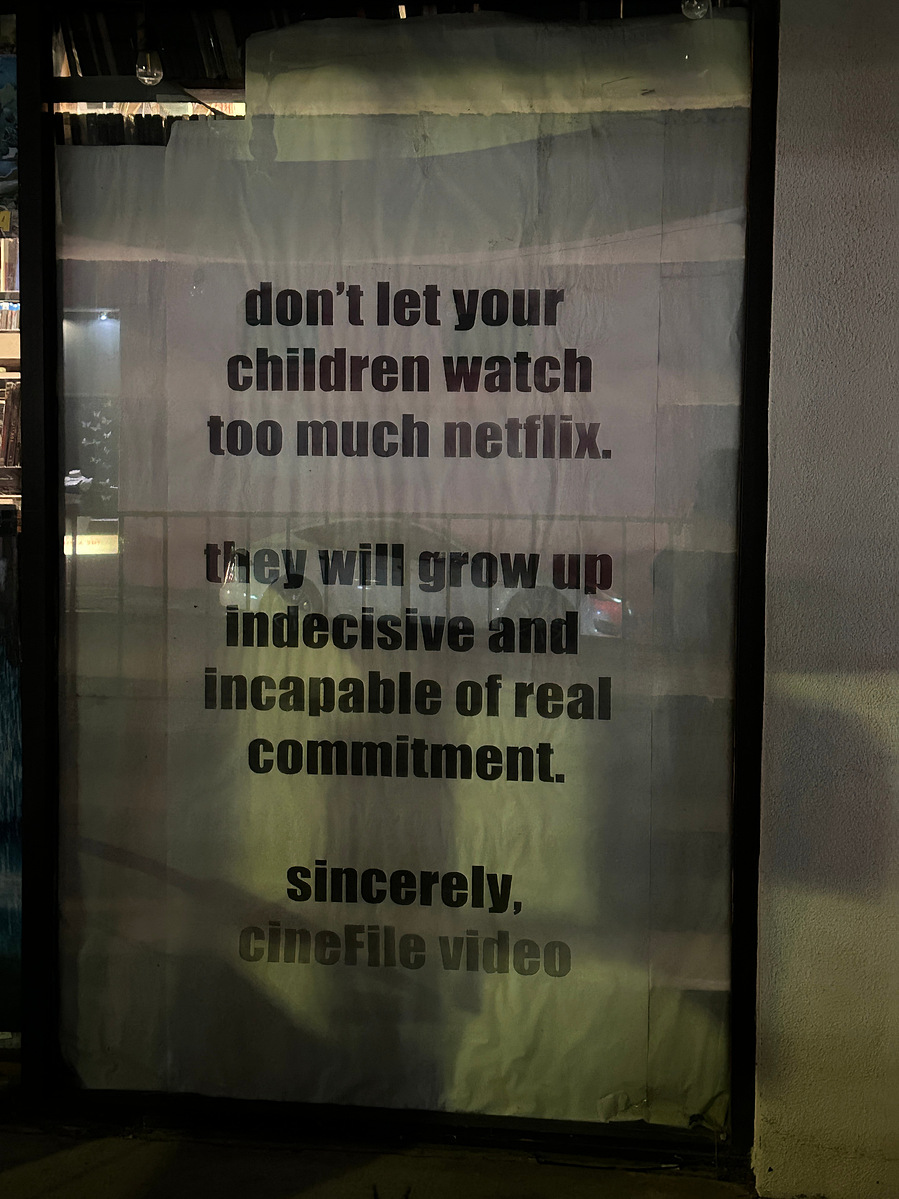 don't let your
children watch
too much netflix.
they will grow up
indecisive and
incapable of real
commitment.
sincerely,
cineFile video